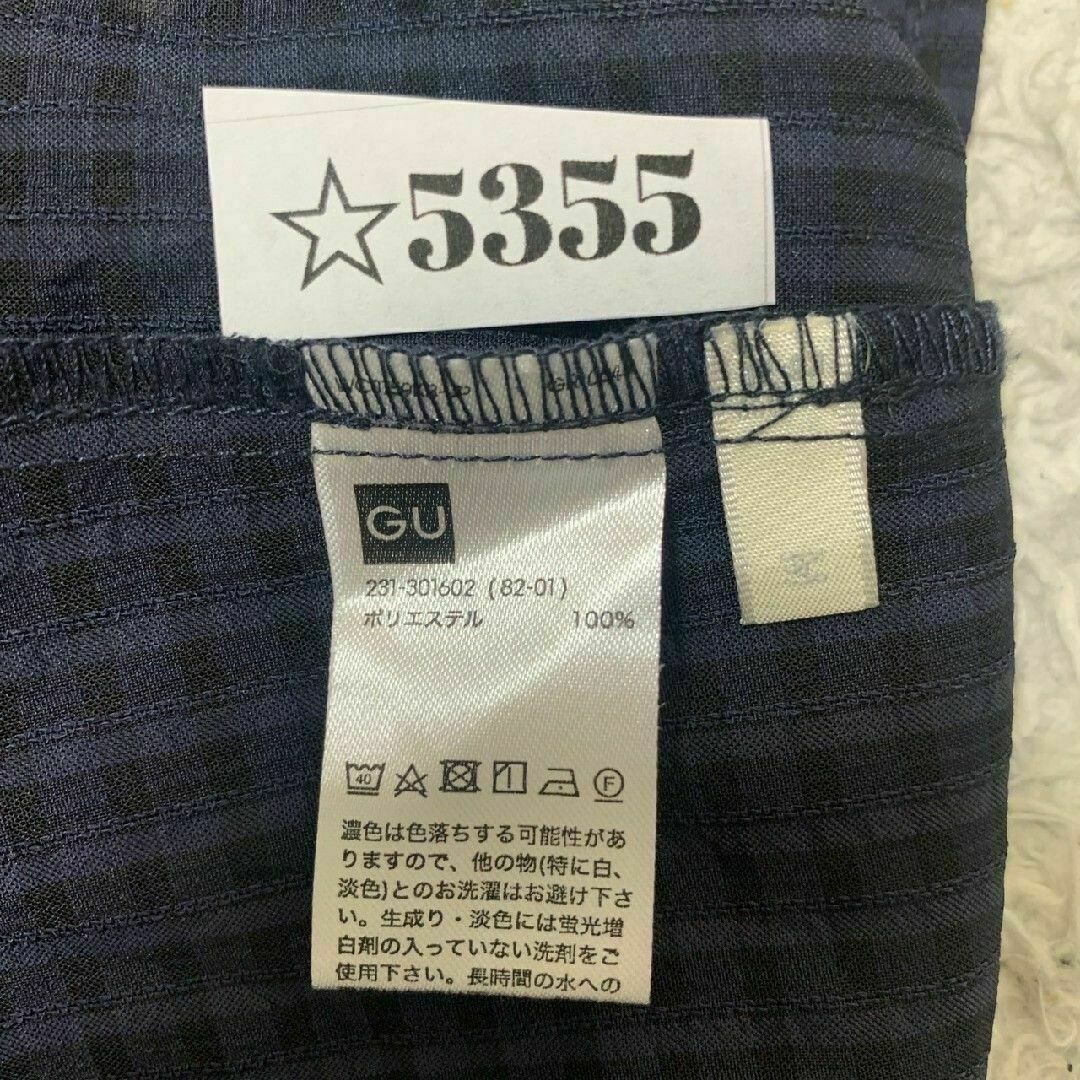 ☆5355
GU
231-301602 (82-01)
ポリエステル 100%
40
F
濃色は色落ちする可能性があ
りますので、他の物(特に白、
淡色)とのお洗濯はお避け下さ
い。生成り・淡色には蛍光増
白剤の入っていない洗剤をご
使用下さい。長時間の水への